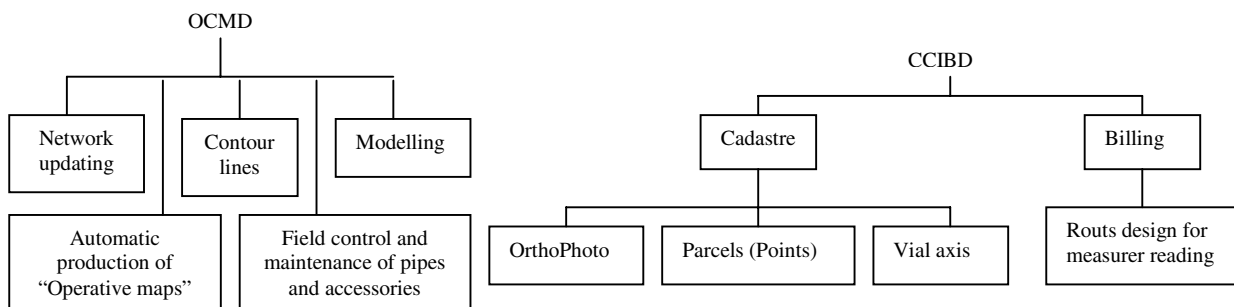 OCMD
Network
updating
Contour
lines
Modelling
Automatic
production of
“Operative maps”
Field control and
maintenance of pipes
and accessories
CCIBD
Cadastre
Billing
OrthoPhoto
Parcels (Points)
Vial axis
Routs design for
measurer reading